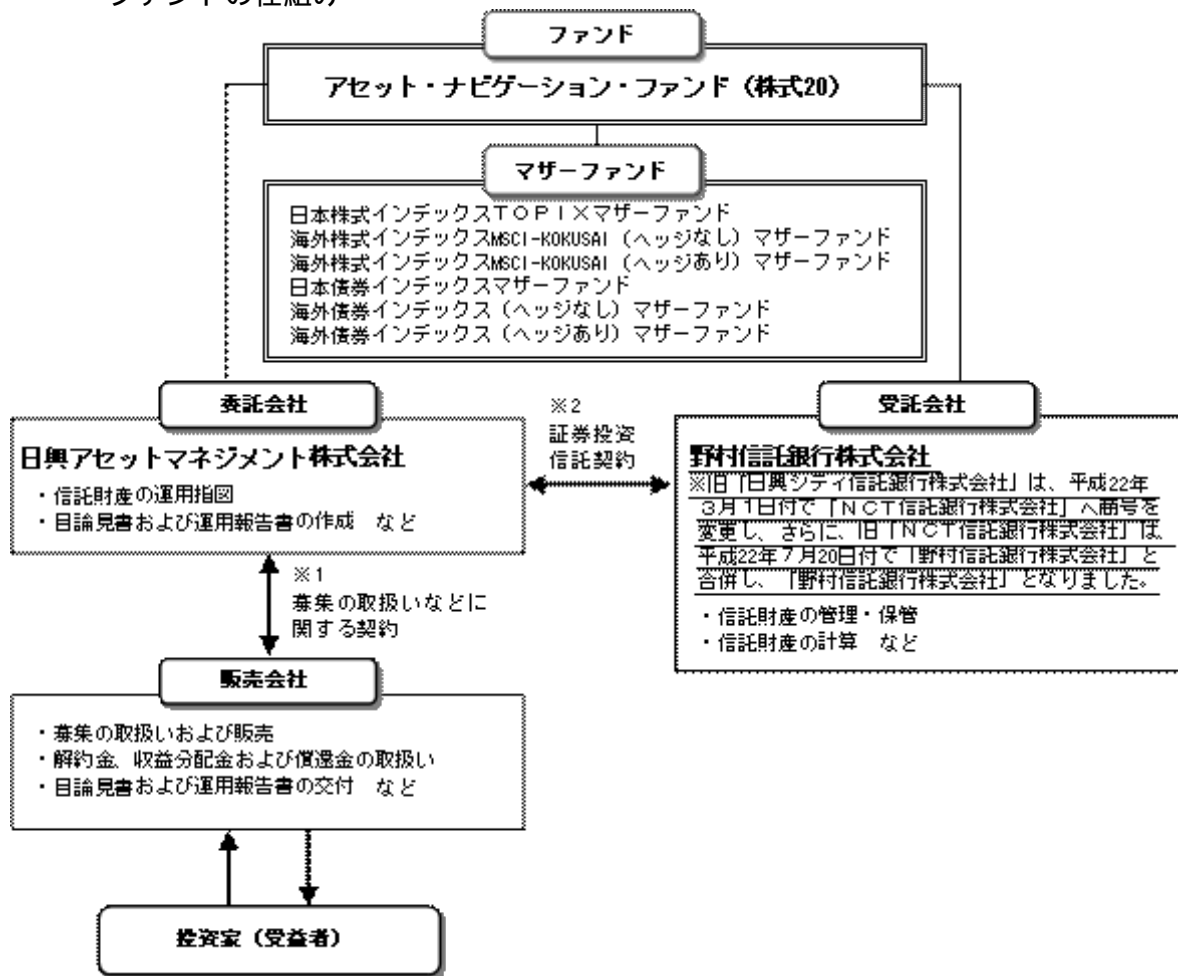 ファンドの仕組み
ファンド
アセット・ナビゲーション・ファンド（株式20）
マザーファンド
日本株式インデックスＴＯＰＩＸマザーファンド
海外株式インデックスMSCI-KOKUSAI（ヘッジなし）マザーファンド
海外株式インデックスMSCI-KOKUSAI（ヘッジあり）マザーファンド
日本債券インデックスマザーファンド
海外債券インデックス（ヘッジなし）マザーファンド
海外債券インデックス（ヘッジあり）マザーファンド
委託会社
日興アセットマネジメント株式会社
・信託財産の運用指図
・目論見書および運用報告書の作成　など
※2
証券投資
信託契約
受託会社
野村信託銀行株式会社
※旧「日興シティ信託銀行株式会社」は、平成22年
３月１日付で「ＮＣＴ信託銀行株式会社」へ商号を
変更し、さらに、旧「ＮＣＴ信託銀行株式会社」は、
平成22年７月20日付で「野村信託銀行株式会社」と
合併し、「野村信託銀行株式会社」となりました。
・信託財産の管理・保管
・信託財産の計算　など
※1
募集の取扱いなどに
関する契約
販売会社
・募集の取扱いおよび販売
・解約金、収益分配金および償還金の取扱い
・目論見書および運用報告書の交付　など
投資家（受益者）